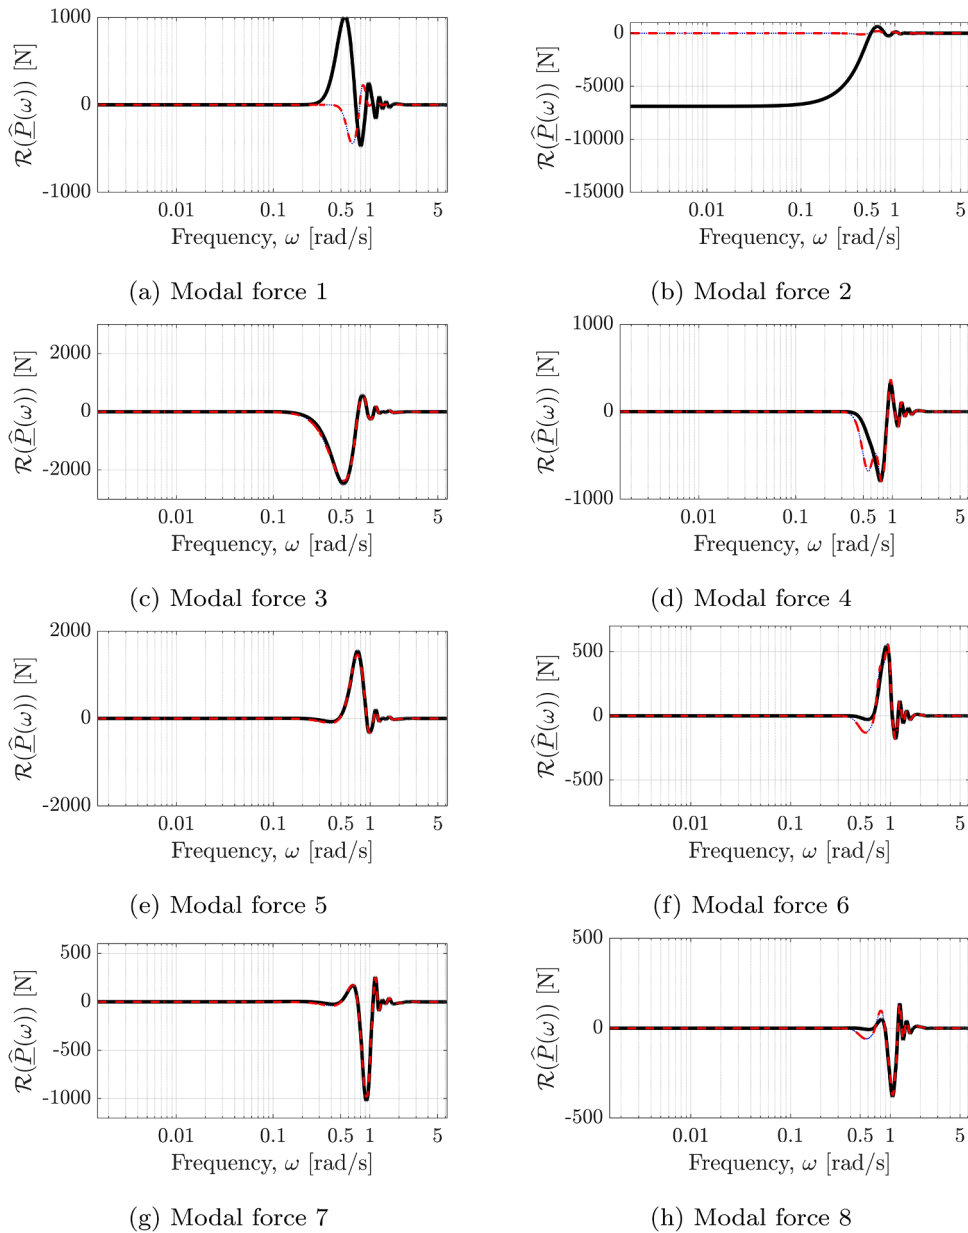 1000
0
-1000
ℛ(P̲̂(ω)) [N]
0.01 0.1 0.5 1 5
Frequency, ω [rad/s]
(a) Modal force 1
0
-5000
-10000
-15000
ℛ(P̲̂(ω)) [N]
0.01 0.1 0.5 1 5
Frequency, ω [rad/s]
(b) Modal force 2
2000
0
-2000
ℛ(P̲̂(ω)) [N]
0.01 0.1 0.5 1 5
Frequency, ω [rad/s]
(c) Modal force 3
1000
0
-1000
ℛ(P̲̂(ω)) [N]
0.01 0.1 0.5 1 5
Frequency, ω [rad/s]
(d) Modal force 4
2000
0
-2000
ℛ(P̲̂(ω)) [N]
0.01 0.1 0.5 1 5
Frequency, ω [rad/s]
(e) Modal force 5
500
0
-500
ℛ(P̲̂(ω)) [N]
0.01 0.1 0.5 1 5
Frequency, ω [rad/s]
(f) Modal force 6
500
0
-500
-1000
ℛ(P̲̂(ω)) [N]
0.01 0.1 0.5 1 5
Frequency, ω [rad/s]
(g) Modal force 7
500
0
-500
ℛ(P̲̂(ω)) [N]
0.01 0.1 0.5 1 5
Frequency, ω [rad/s]
(h) Modal force 8